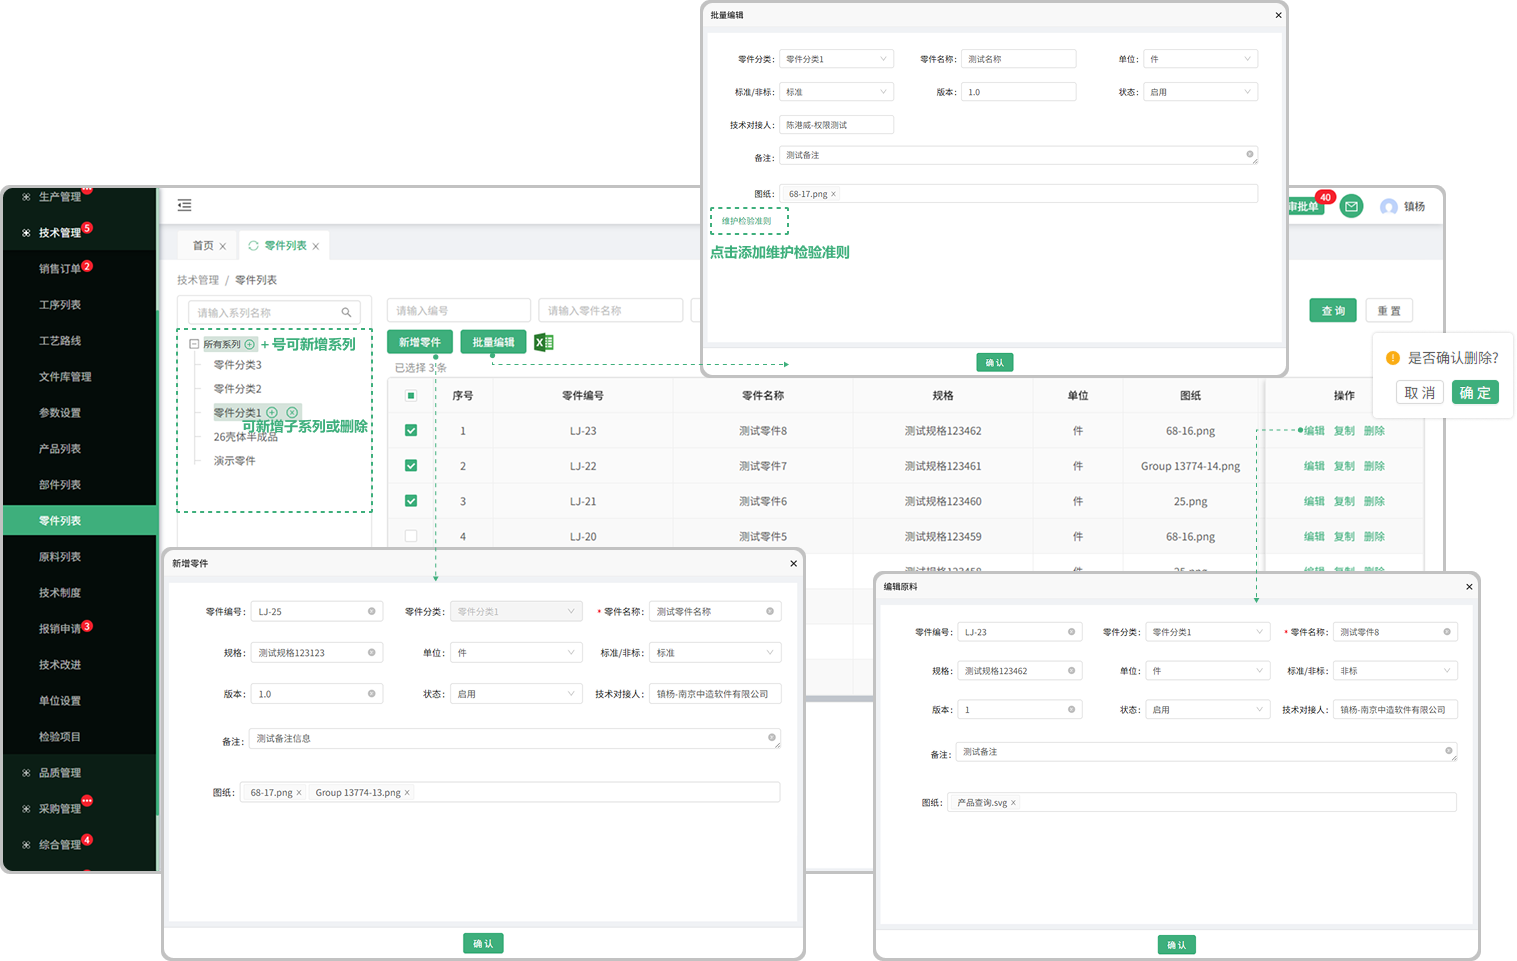 批量编辑
零件分类: 零件分类1 零件名称: 测试名称 单位: 件
标准/非标: 标准 版本: 1.0 状态: 启用
技术对接人: 陈港威-权限测试
备注: 测试备注
图纸: 68-17.png ×
维护检验准则
点击添加维护检验准则
确 认
生产管理
技术管理 5
销售订单 2
工序列表
工艺路线
文件库管理
参数设置
产品列表
部件列表
零件列表
原料列表
技术制度
报销申请 3
技术改进
单位设置
检验项目
品质管理
采购管理
综合管理 4
审批单 40 镇杨
首页 × 零件列表 ×
技术管理 / 零件列表
请输入系列名称
所有系列 + 号可新增系列
零件分类3
零件分类2
零件分类1
可新增子系列或删除
26壳体半成品
演示零件
请输入编号 请输入零件名称 查 询 重 置
新增零件 批量编辑
已选择 3条
序号 零件编号 零件名称 规格 单位 图纸 操作
1 LJ-23 测试零件8 测试规格123462 件 68-16.png 编辑 复制 删除
2 LJ-22 测试零件7 测试规格123461 件 Group 13774-14.png 编辑 复制 删除
3 LJ-21 测试零件6 测试规格123460 件 25.png 编辑 复制 删除
4 LJ-20 测试零件5 测试规格123459 件 68-16.png 编辑 复制 删除
测试规格123458 件 25.png 编辑 复制 删除
是否确认删除?
取 消 确 定
新增零件
零件编号: LJ-25 零件分类: 零件分类1 * 零件名称: 测试零件名称
规格: 测试规格123123 单位: 件 标准/非标: 标准
版本: 1.0 状态: 启用 技术对接人: 镇杨-南京中造软件有限公司
备注: 测试备注信息
图纸: 68-17.png × Group 13774-13.png ×
确 认
编辑原料
零件编号: LJ-23 零件分类: 零件分类1 * 零件名称: 测试零件8
规格: 测试规格123462 单位: 件 标准/非标: 非标
版本: 1 状态: 启用 技术对接人: 镇杨-南京中造软件有限公司
备注: 测试备注
图纸: 产品查询.svg ×
确 认